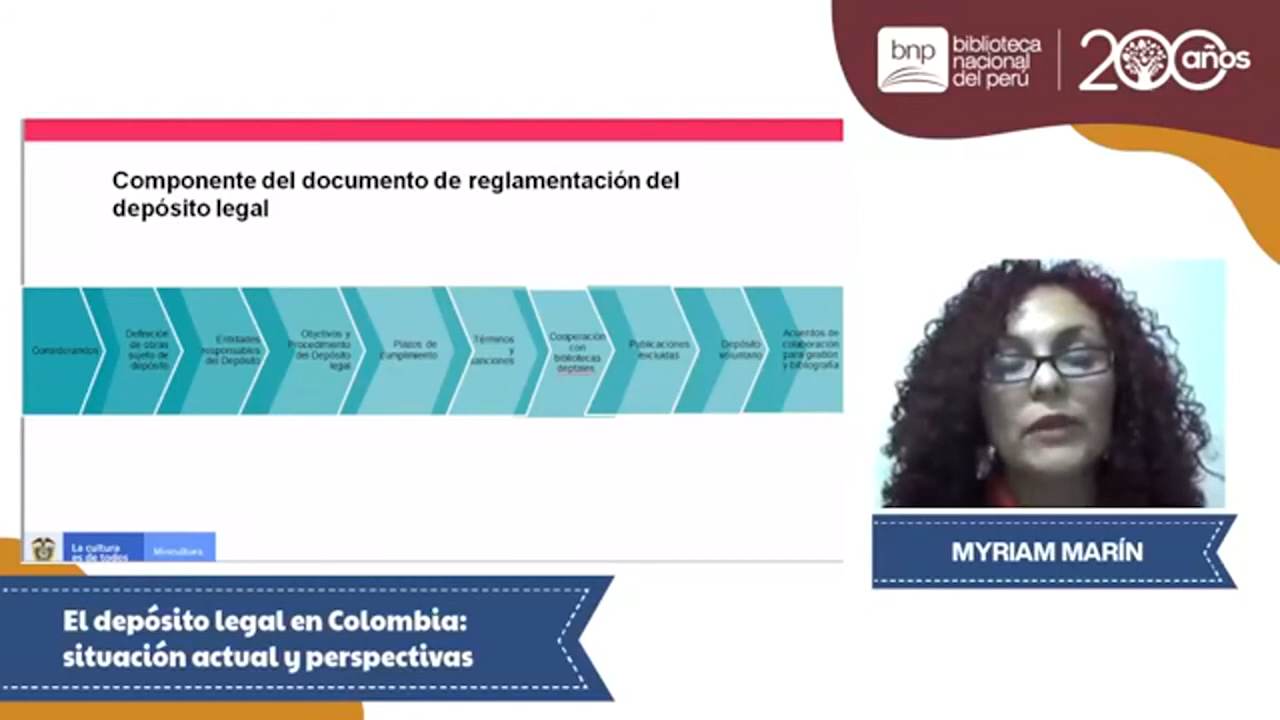 bnp
biblioteca
nacional
del perú
200 años
Componente del documento de reglamentación del
depósito legal
Considerandos
Definición
de obras
sujeto de
depósito
Entidades
responsables
del Depósito
Objetivos y
Procedimiento
del Depósito
legal
Plazos de
cumplimiento
Términos
y
sanciones
Cooperación
con
bibliotecas
deptales.
Publicaciones
excluidas
Depósito
voluntario
Acuerdos de
colaboración
para gestión
y bibliografía
La cultura
es de todos
Mincultura
MYRIAM MARÍN
El depósito legal en Colombia:
situación actual y perspectivas